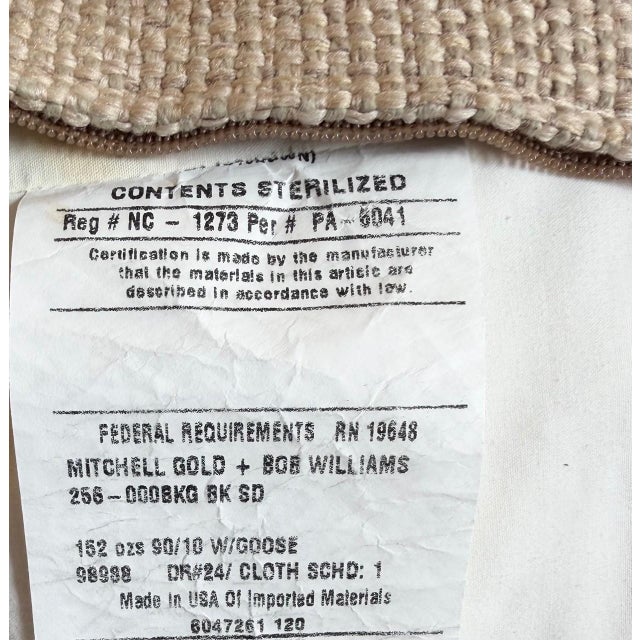 CONTENTS STERILIZED
Reg # NC - 1273 Per # PA-6041
Certification is made by the manufacturer
that the materials in this article are
described in accordance with law.
FEDERAL REQUIREMENTS RN 19648
MITCHELL GOLD + BOB WILLIAMS
256-000BKG BK SD
152 ozs 90/10 W/GOOSE
98988 DR#24/ CLOTH SCHD: 1
Made In USA Of Imported Materials
6047261 120